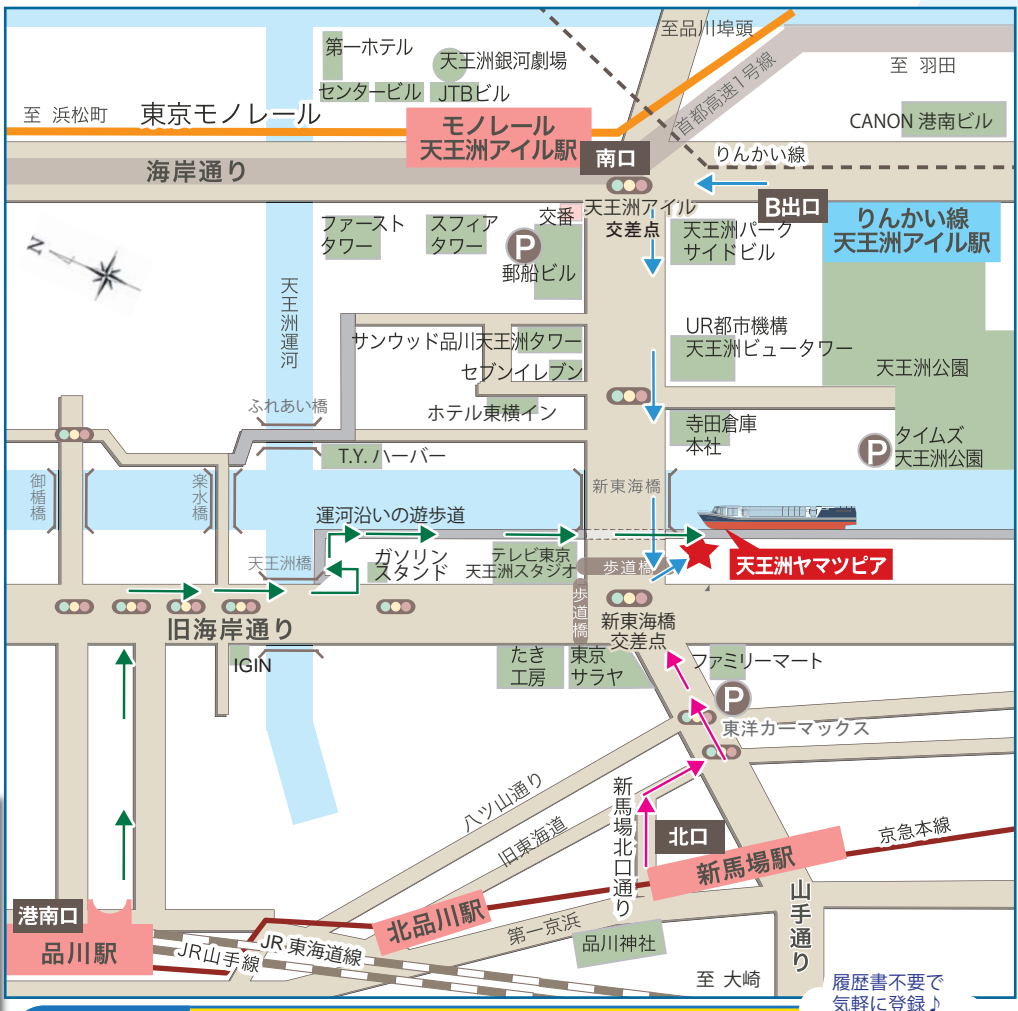 至品川埠頭
第一ホテル
天王洲銀河劇場
センタービル
JTBビル
首都高速1号線
至 羽田
至 浜松町
東京モノレール
モノレール
天王洲アイル駅
CANON 港南ビル
南口
りんかい線
海岸通り
B出口
天王洲アイル
交差点
交番
ファースト
タワー
スフィア
タワー
P
郵船ビル
天王洲パーク
サイドビル
りんかい線
天王洲アイル駅
N
天王洲運河
サンウッド品川天王洲タワー
セブンイレブン
UR都市機構
天王洲ビュータワー
天王洲公園
ふれあい橋
ホテル東横イン
寺田倉庫
本社
P
タイムズ
天王洲公園
T.Y. ハーバー
御楯橋
楽水橋
新東海橋
運河沿いの遊歩道
天王洲橋
ガソリン
スタンド
テレビ東京
天王洲スタジオ
歩道橋
天王洲ヤマツピア
歩道橋
旧海岸通り
新東海橋
交差点
IGIN
たき
工房
東京
サラヤ
ファミリーマート
P
東洋カーマックス
八ツ山通り
旧東海道
新馬場北口通り
北口
京急本線
新馬場駅
山手通り
港南口
品川駅
北品川駅
第一京浜
品川神社
JR山手線
JR 東海道線
至 大崎
履歴書不要で
気軽に登録♪